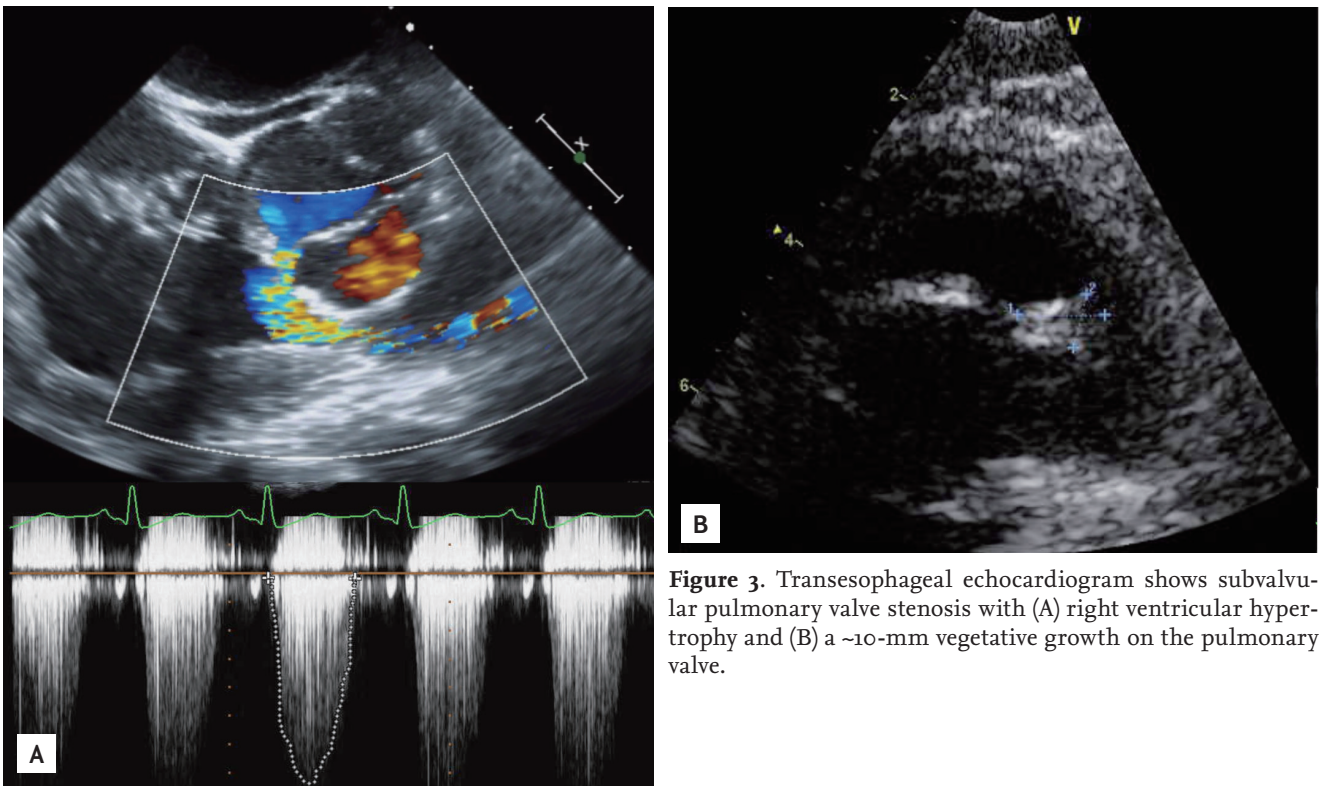 V
2
4
6
X
1
2
A
B
Figure 3. Transesophageal echocardiogram shows subvalvu-
lar pulmonary valve stenosis with (A) right ventricular hyper-
trophy and (B) a ~10-mm vegetative growth on the pulmonary
valve.